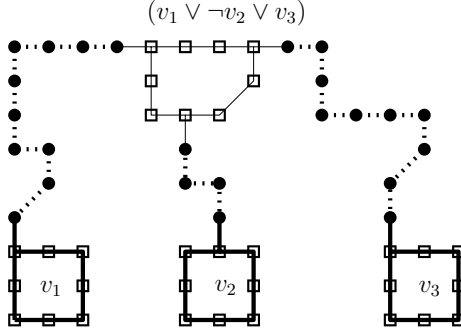 (v₁ ∨ ¬v₂ ∨ v₃)
v₁
v₂
v₃